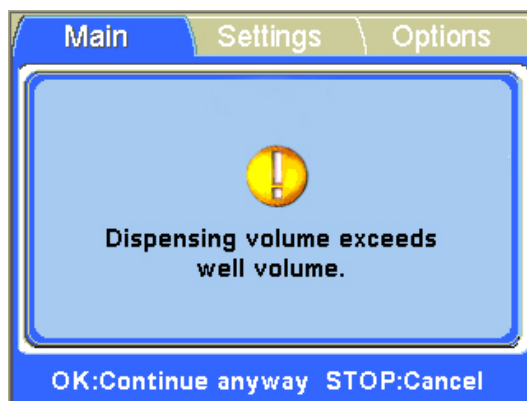 Main Settings Options
Dispensing volume exceeds
well volume.
OK:Continue anyway STOP:Cancel